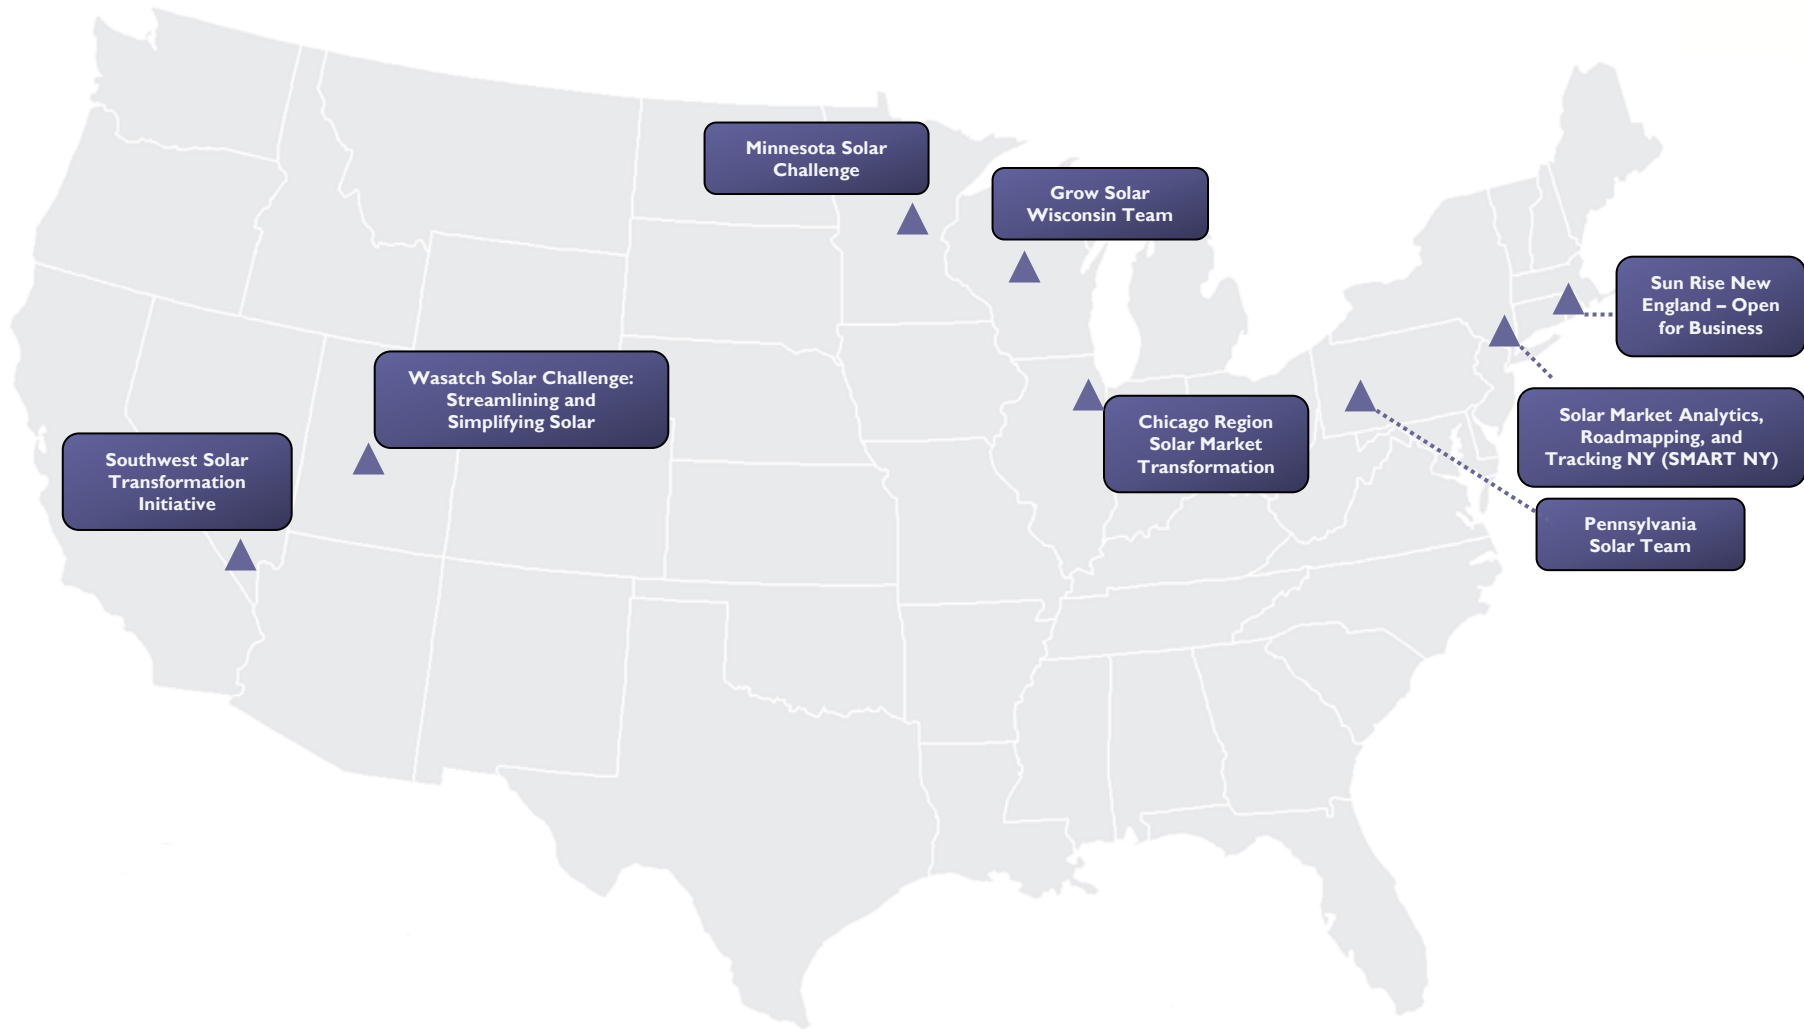 Minnesota Solar
Challenge
Grow Solar
Wisconsin Team
Sun Rise New
England – Open
for Business
Wasatch Solar Challenge:
Streamlining and
Simplifying Solar
Solar Market Analytics,
Roadmapping, and
Tracking NY (SMART NY)
Chicago Region
Solar Market
Transformation
Southwest Solar
Transformation
Initiative
Pennsylvania
Solar Team